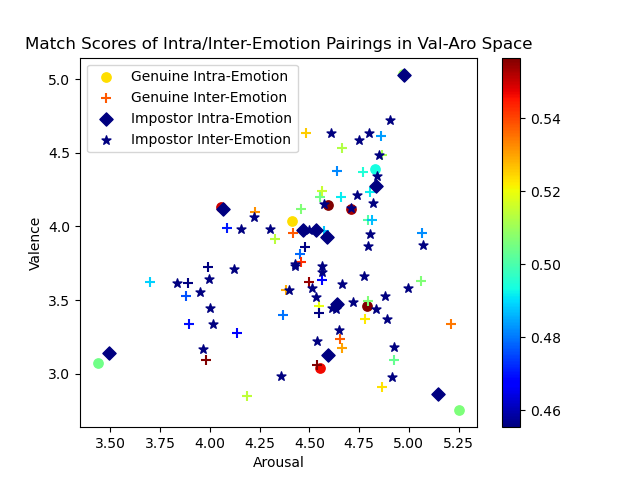 Match Scores of Intra/Inter-Emotion Pairings in Val-Aro Space
Genuine Intra-Emotion
Genuine Inter-Emotion
Impostor Intra-Emotion
Impostor Inter-Emotion
Valence
5.0
4.5
4.0
3.5
3.0
3.50 3.75 4.00 4.25 4.50 4.75 5.00 5.25
Arousal
0.54
0.52
0.50
0.48
0.46